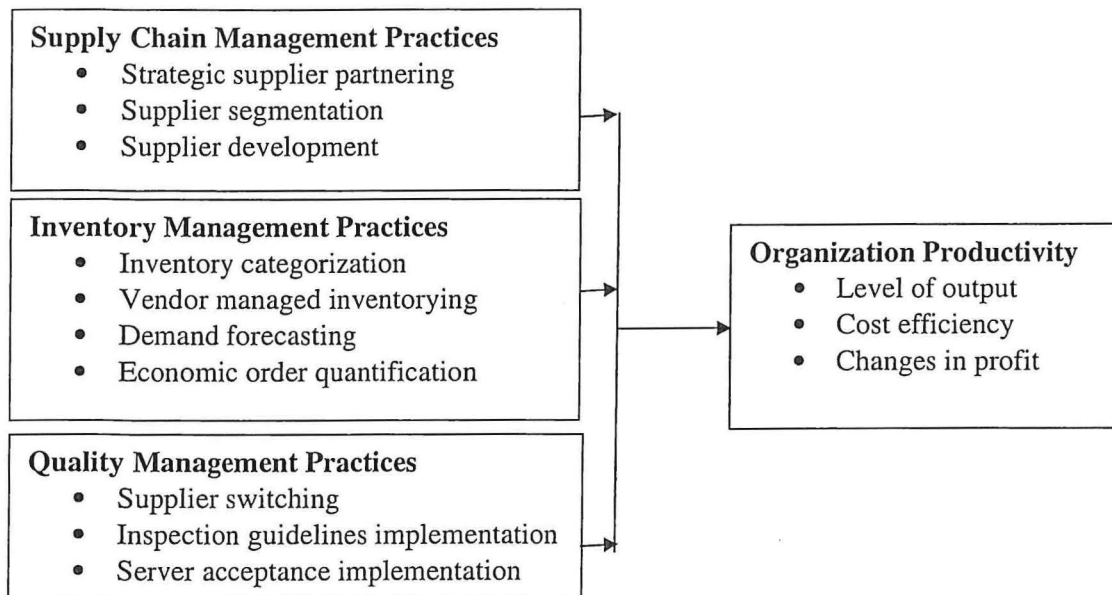 Supply Chain Management Practices
• Strategic supplier partnering
• Supplier segmentation
• Supplier development
Inventory Management Practices
• Inventory categorization
• Vendor managed inventorying
• Demand forecasting
• Economic order quantification
Quality Management Practices
• Supplier switching
• Inspection guidelines implementation
• Server acceptance implementation
Organization Productivity
• Level of output
• Cost efficiency
• Changes in profit